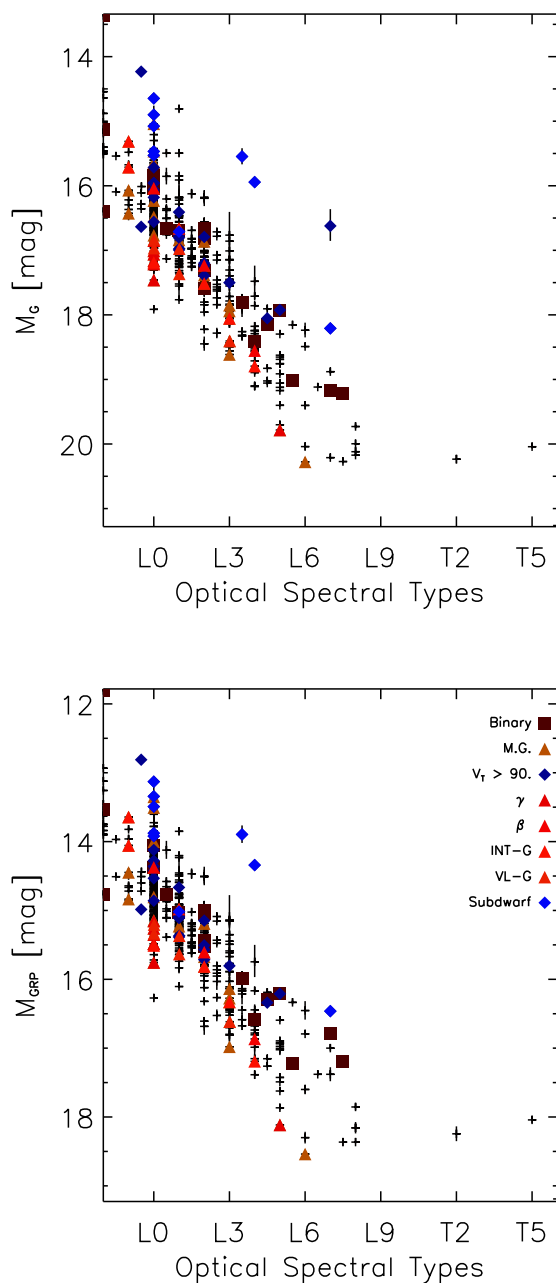 14
16
18
20
M_G [mag]
L0 L3 L6 L9 T2 T5
Optical Spectral Types
12
14
16
18
M_GRP [mag]
Binary
M.G.
V_T > 90.
γ
β
INT-G
VL-G
Subdwarf
L0 L3 L6 L9 T2 T5
Optical Spectral Types